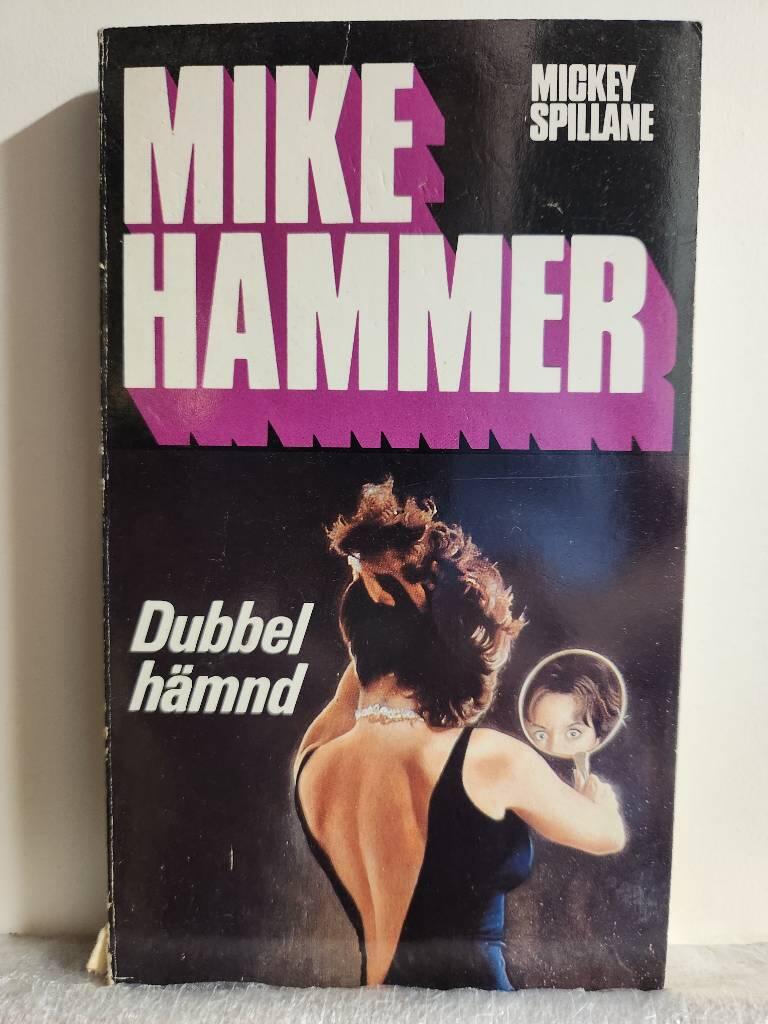 MIKE
HAMMER
MICKEY
SPILLANE
Dubbel
hämnd